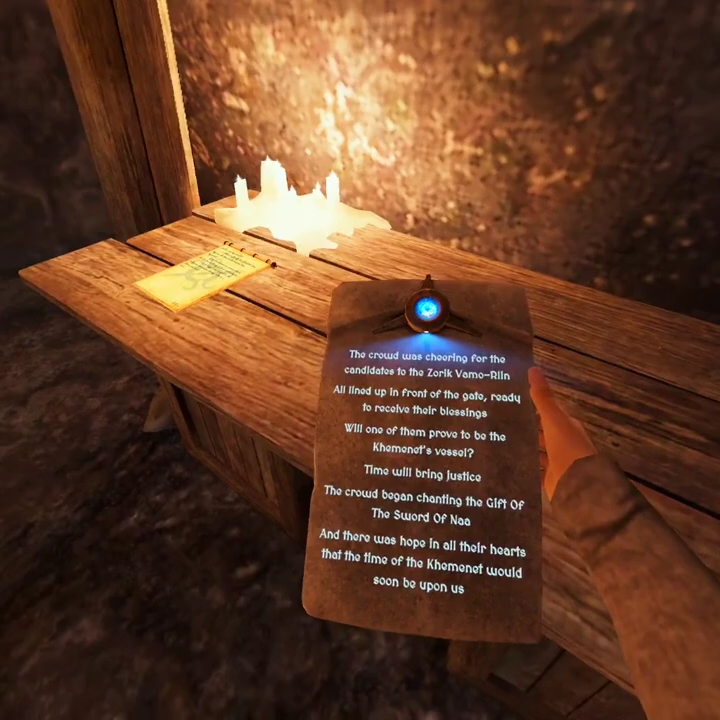 The crowd was cheering for the
candidates to the Zorik Vamo-Riin
All lined up in front of the gate, ready
to receive their blessings
Will one of them prove to be the
Khemenet's vessel?
Time will bring justice
The crowd began chanting the Gift Of
The Sword Of Naa
And there was hope in all their hearts
that the time of the Khemenet would
soon be upon us